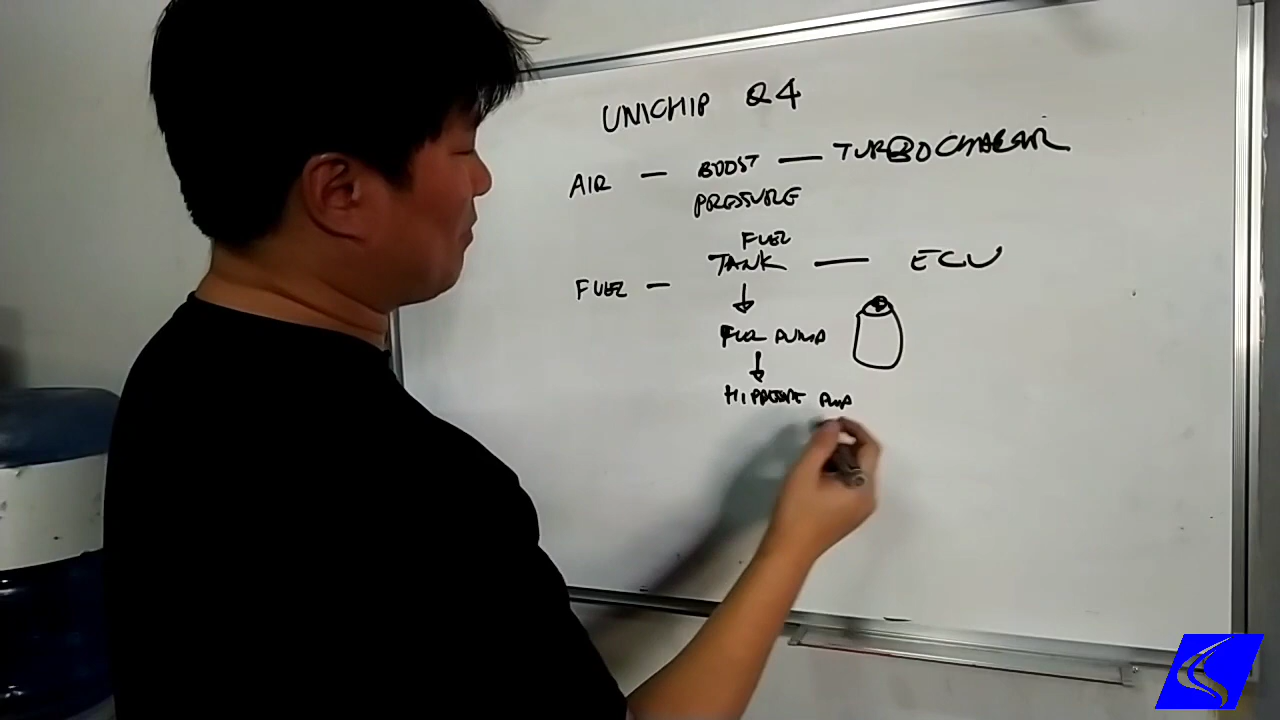 UNICHIP Q4
AIR — BOOST — TURBOCHARGER
PRESSURE
FUEL
TANK — ECU
FUEL —
FUEL PUMP
HI PRESSURE PUMP